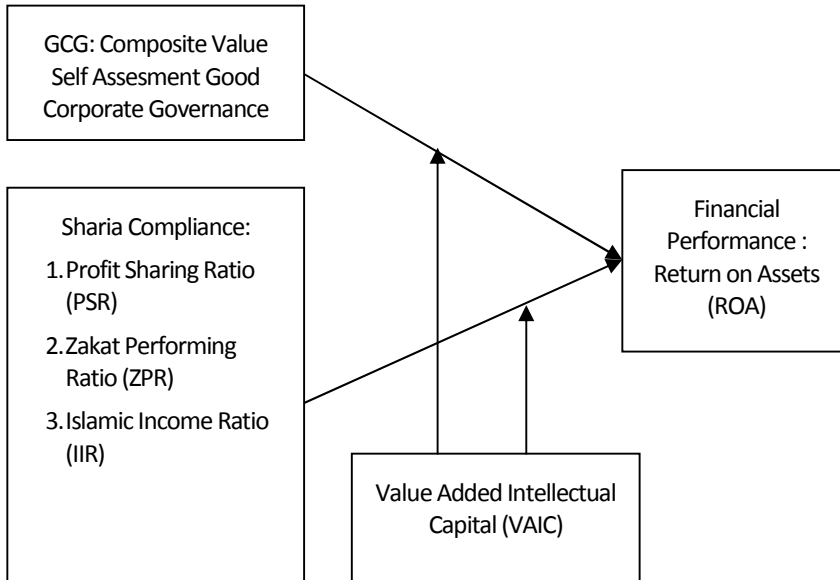 GCG: Composite Value
Self Assesment Good
Corporate Governance
Sharia Compliance:
1. Profit Sharing Ratio
(PSR)
2. Zakat Performing
Ratio (ZPR)
3. Islamic Income Ratio
(IIR)
Financial
Performance :
Return on Assets
(ROA)
Value Added Intellectual
Capital (VAIC)